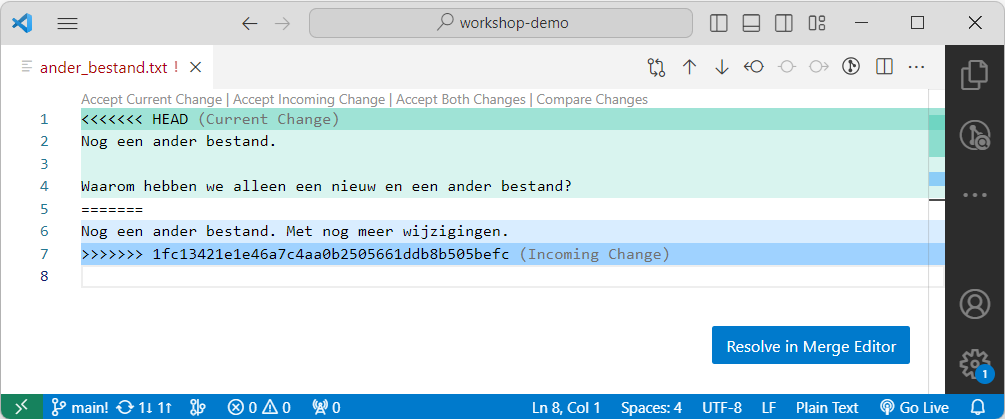 workshop-demo
ander_bestand.txt !
Accept Current Change | Accept Incoming Change | Accept Both Changes | Compare Changes
1 <<<<<<< HEAD (Current Change)
2 Nog een ander bestand.
3
4 Waarom hebben we alleen een nieuw en een ander bestand?
5 =======
6 Nog een ander bestand. Met nog meer wijzigingen.
7 >>>>>>> 1fc13421e1e46a7c4aa0b2505661ddb8b505befc (Incoming Change)
8
Resolve in Merge Editor
1
main! 1↓ 1↑ 0 0 0 Ln 8, Col 1 Spaces: 4 UTF-8 LF Plain Text Go Live